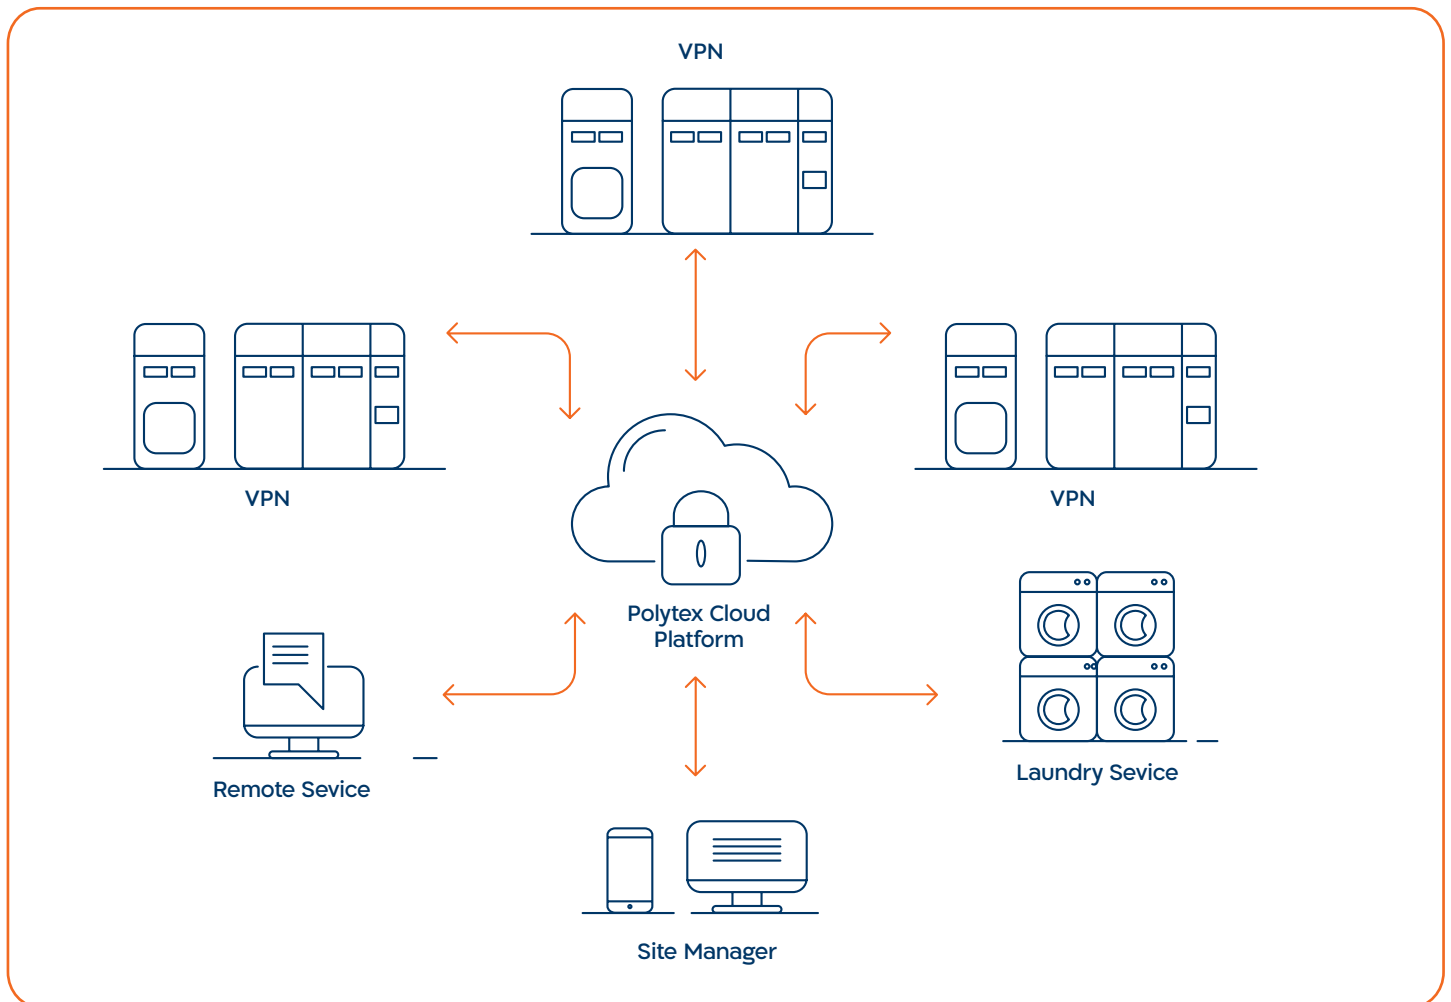 VPN
VPN
VPN
Polytex Cloud
Platform
Remote Sevice
Laundry Sevice
Site Manager